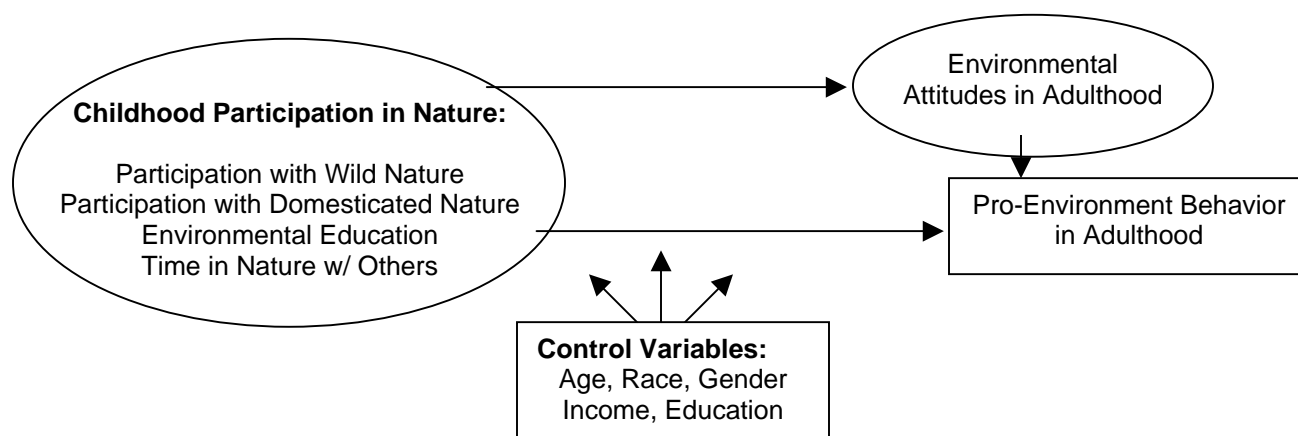 Childhood Participation in Nature:
Participation with Wild Nature
Participation with Domesticated Nature
Environmental Education
Time in Nature w/ Others
Environmental
Attitudes in Adulthood
Pro-Environment Behavior
in Adulthood
Control Variables:
Age, Race, Gender
Income, Education